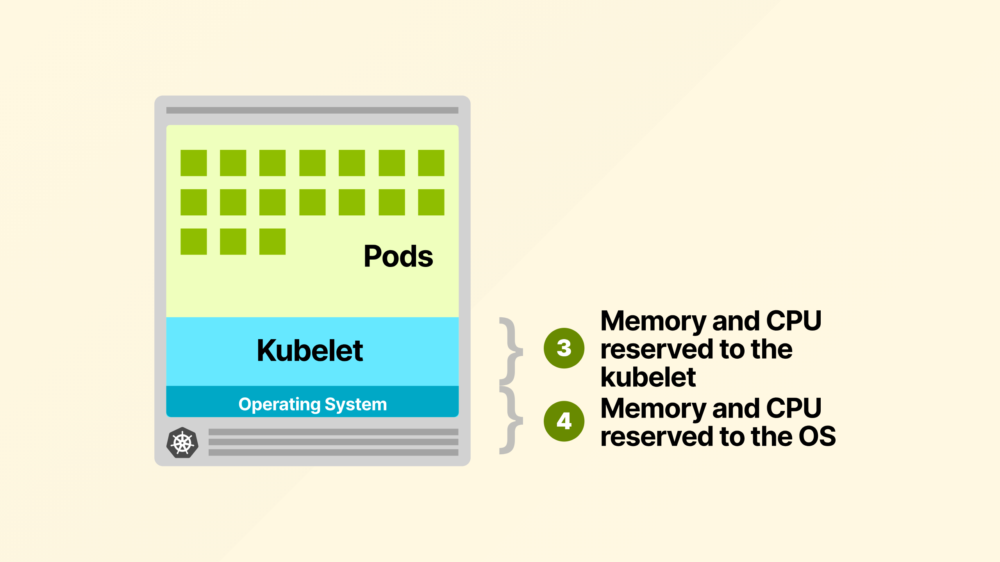 Pods
Kubelet
Operating System
3
Memory and CPU
reserved to the
kubelet
4
Memory and CPU
reserved to the OS